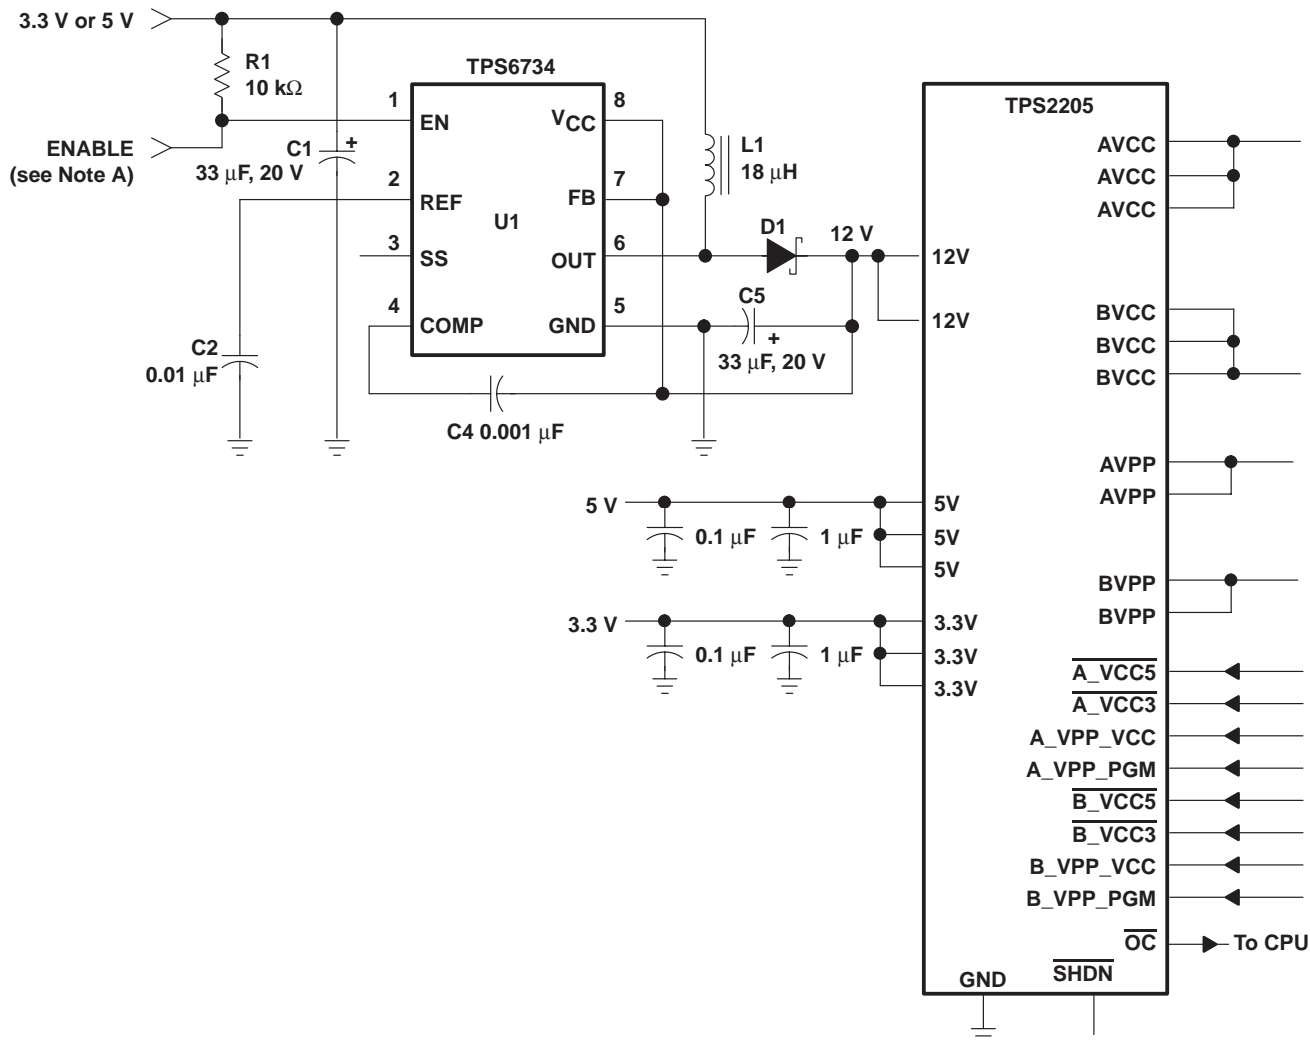 3.3 V or 5 V
R1
10 kΩ
ENABLE
(see Note A)
C1
+
33 μF, 20 V
C2
0.01 μF
TPS6734
1
EN
2
REF
3
SS
4
COMP
U1
8
VCC
7
FB
6
OUT
5
GND
C4 0.001 μF
L1
18 μH
D1
12 V
C5
+
33 μF, 20 V
5 V
0.1 μF
1 μF
3.3 V
0.1 μF
1 μF
TPS2205
12V
12V
5V
5V
5V
3.3V
3.3V
3.3V
AVCC
AVCC
AVCC
BVCC
BVCC
BVCC
AVPP
AVPP
BVPP
BVPP
A_VCC5
A_VCC3
A_VPP_VCC
A_VPP_PGM
B_VCC5
B_VCC3
B_VPP_VCC
B_VPP_PGM
OC
To CPU
GND
SHDN